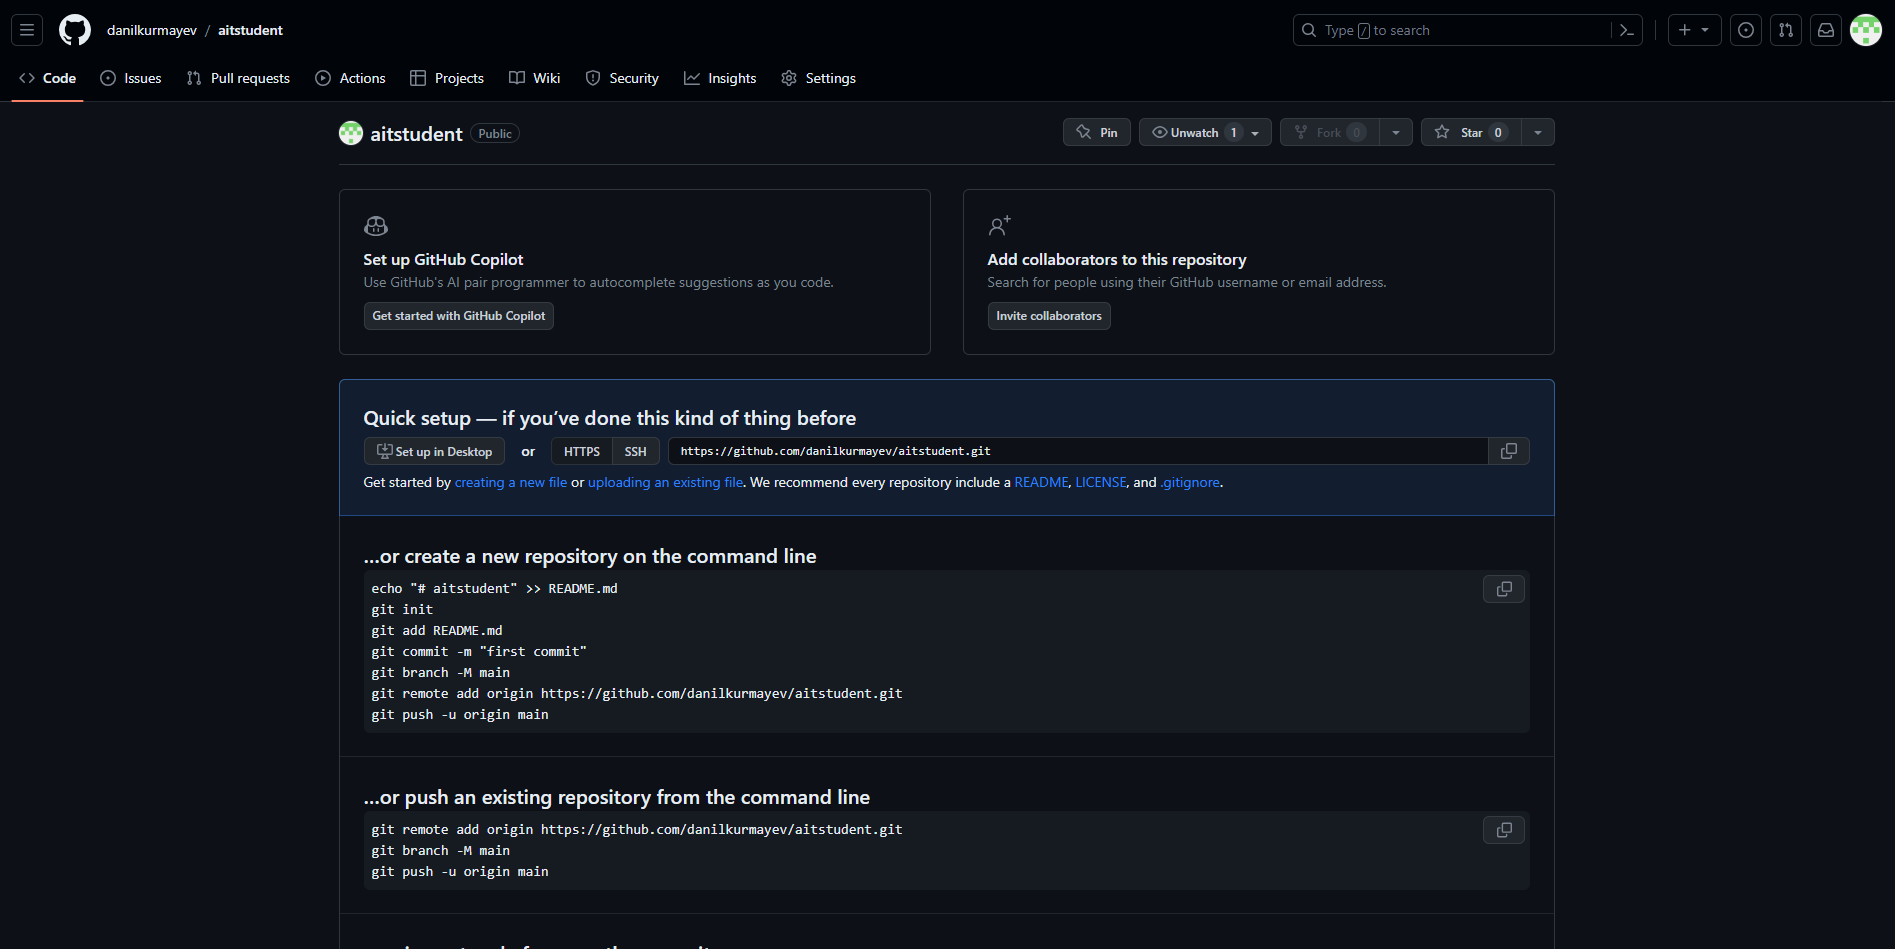 danilkurmayev / aitstudent
Type / to search
Code
Issues
Pull requests
Actions
Projects
Wiki
Security
Insights
Settings
aitstudent Public
Pin
Unwatch 1
Fork 0
Star 0
Set up GitHub Copilot
Use GitHub's AI pair programmer to autocomplete suggestions as you code.
Get started with GitHub Copilot
Add collaborators to this repository
Search for people using their GitHub username or email address.
Invite collaborators
Quick setup — if you’ve done this kind of thing before
Set up in Desktop or HTTPS SSH https://github.com/danilkurmayev/aitstudent.git
Get started by creating a new file or uploading an existing file. We recommend every repository include a README, LICENSE, and .gitignore.
…or create a new repository on the command line
echo "# aitstudent" >> README.md
git init
git add README.md
git commit -m "first commit"
git branch -M main
git remote add origin https://github.com/danilkurmayev/aitstudent.git
git push -u origin main
…or push an existing repository from the command line
git remote add origin https://github.com/danilkurmayev/aitstudent.git
git branch -M main
git push -u origin main